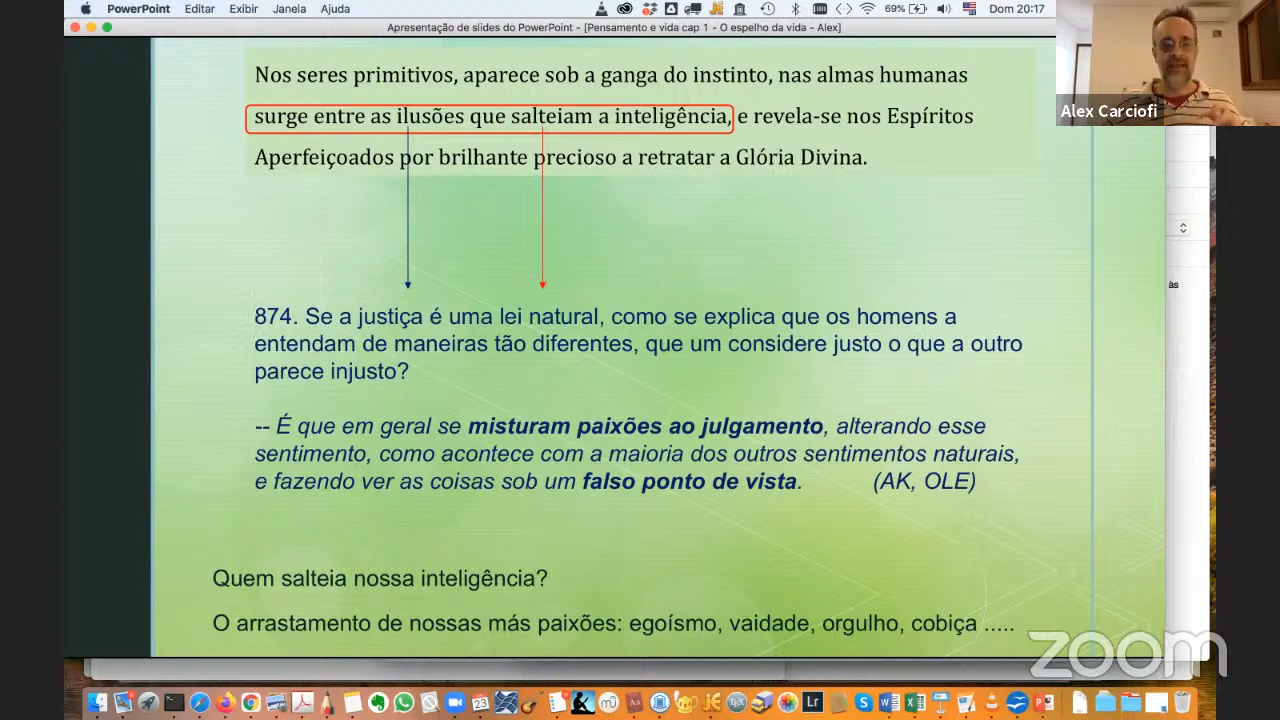 PowerPoint Editar Exibir Janela Ajuda 69% Dom 20:17
Apresentação de slides do PowerPoint - [Pensamento e vida cap 1 - O espelho da vida - Alex]
Alex Carciofi
Nos seres primitivos, aparece sob a ganga do instinto, nas almas humanas
surge entre as ilusões que salteiam a inteligência, e revela-se nos Espíritos
Aperfeiçoados por brilhante precioso a retratar a Glória Divina.
às
874. Se a justiça é uma lei natural, como se explica que os homens a
entendam de maneiras tão diferentes, que um considere justo o que a outro
parece injusto?
-- É que em geral se misturam paixões ao julgamento, alterando esse
sentimento, como acontece com a maioria dos outros sentimentos naturais,
e fazendo ver as coisas sob um falso ponto de vista. (AK, OLE)
Quem salteia nossa inteligência?
O arrastamento de nossas más paixões: egoísmo, vaidade, orgulho, cobiça .....
zoom